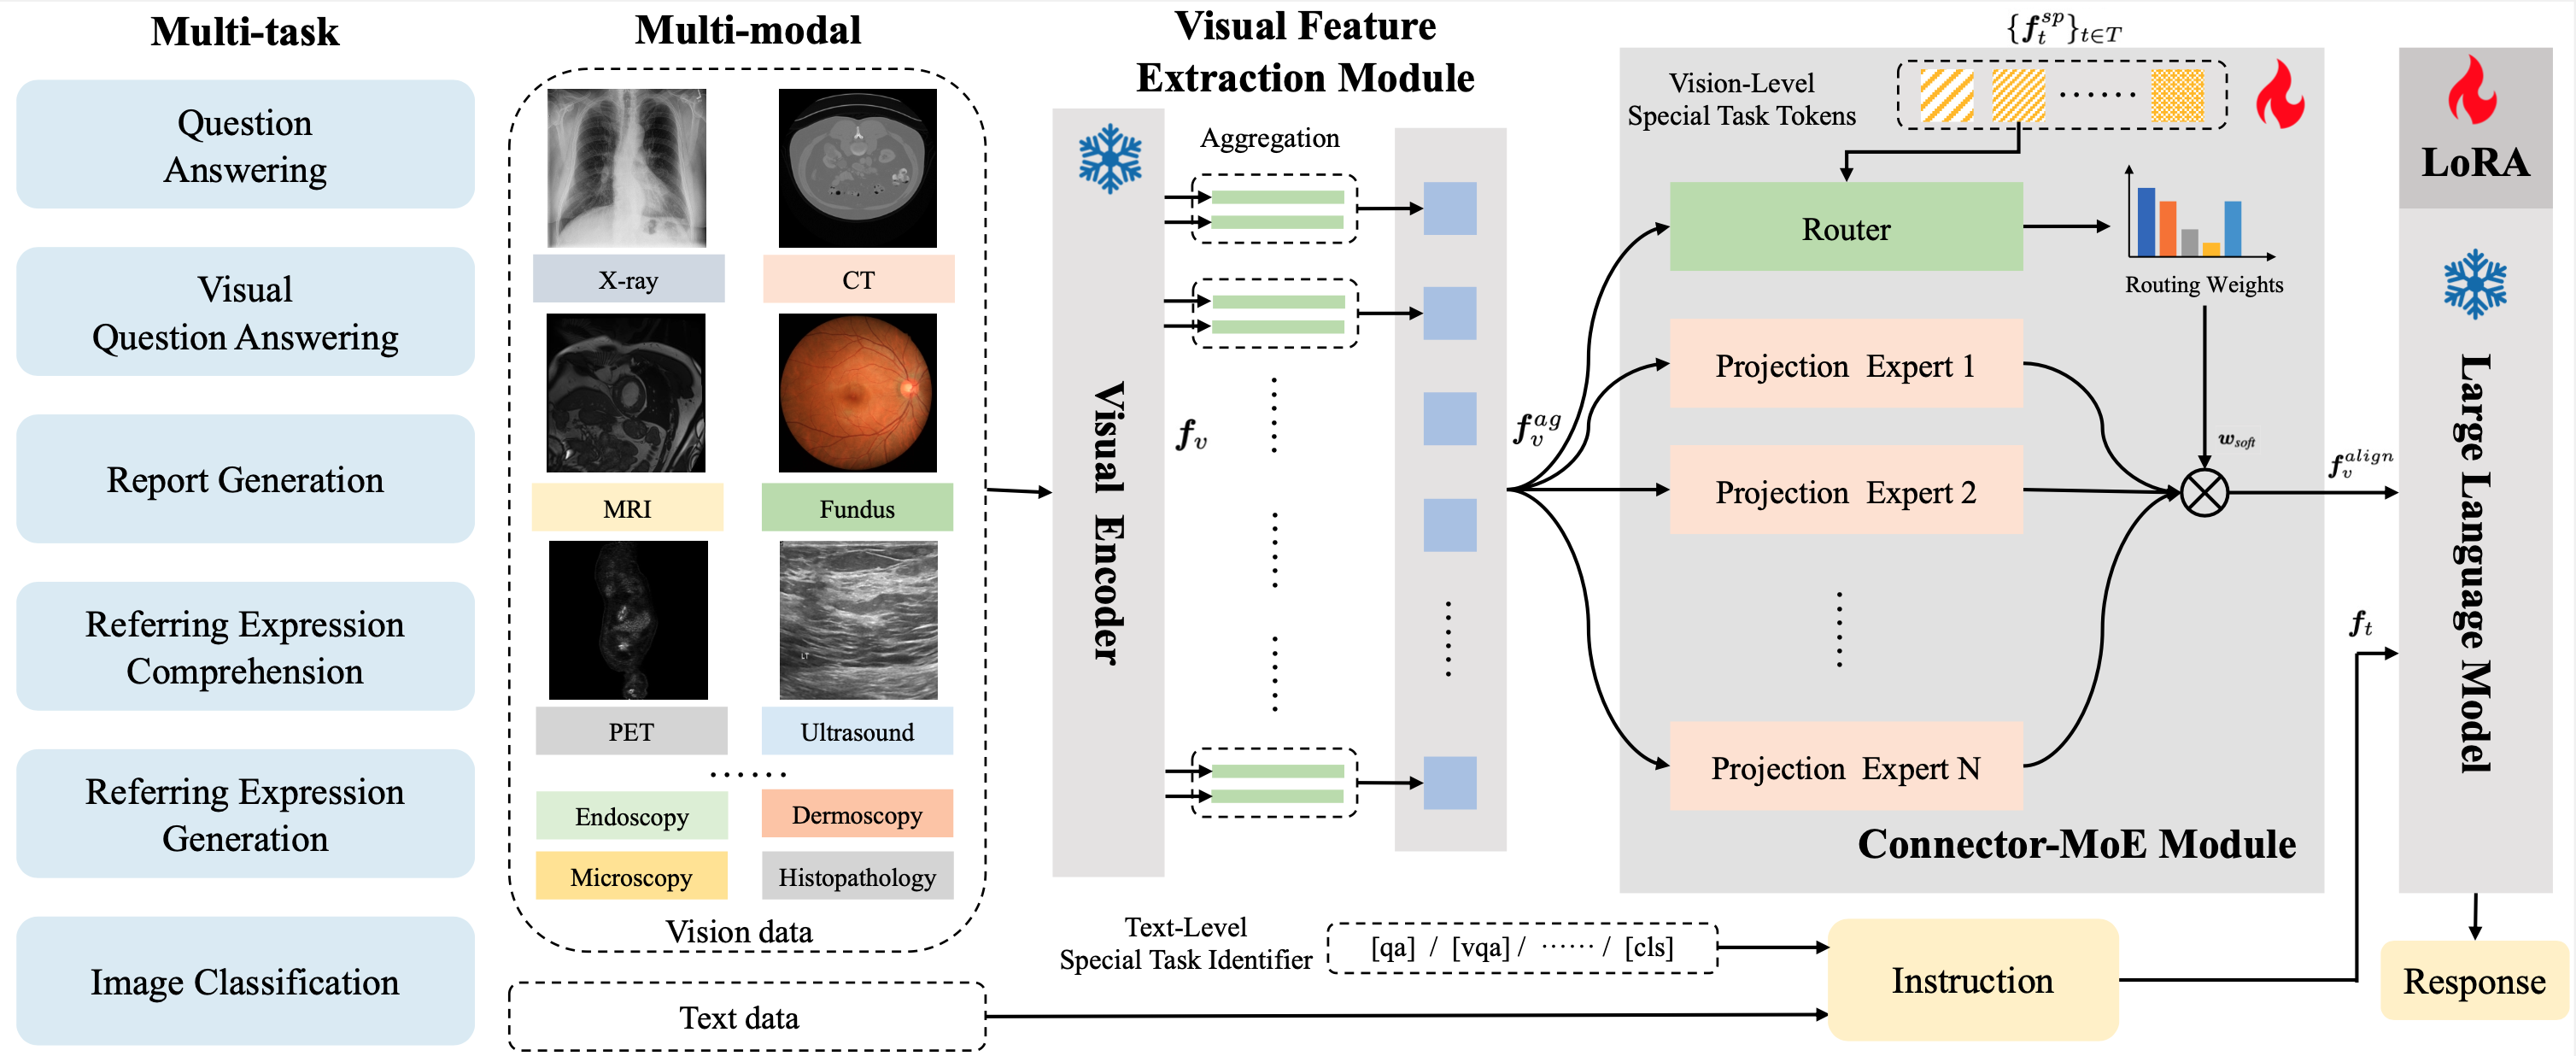 Multi-task
Question
Answering
Visual
Question Answering
Report Generation
Referring Expression
Comprehension
Referring Expression
Generation
Image Classification
Multi-modal
X-ray
CT
MRI
Fundus
PET
LT
Ultrasound
······
Endoscopy
Dermoscopy
Microscopy
Histopathology
Vision data
Text data
Visual Feature
Extraction Module
Visual Encoder
Aggregation
f_v
f_v^{ag}
{f_t^{sp}}_{t∈T}
Vision-Level
Special Task Tokens
Router
Routing Weights
Projection Expert 1
Projection Expert 2
Projection Expert N
w_{soft}
Connector-MoE Module
f_v^{align}
f_t
LoRA
Large Language Model
Text-Level
Special Task Identifier
[qa] / [vqa] / ······ / [cls]
Instruction
Response